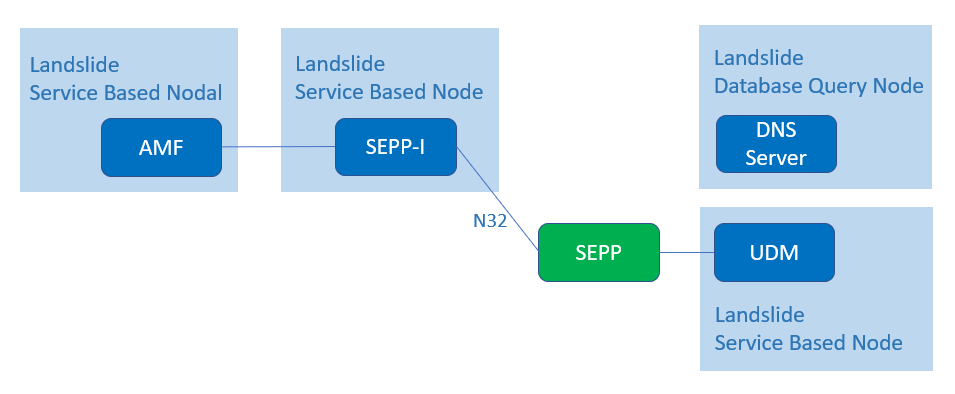 Landslide
Service Based Nodal
AMF
Landslide
Service Based Node
SEPP-I
Landslide
Database Query Node
DNS
Server
N32
SEPP
UDM
Landslide
Service Based Node